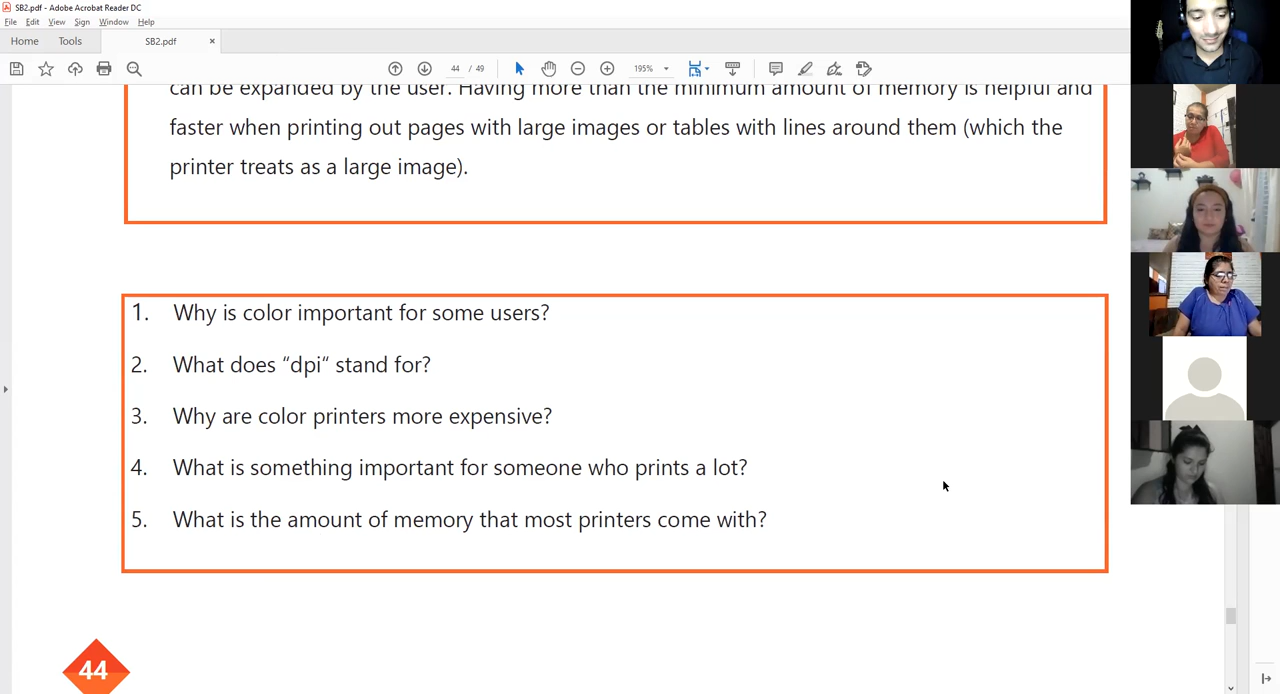 SB2.pdf - Adobe Acrobat Reader DC
File Edit View Sign Window Help
Home Tools SB2.pdf ×
44 / 49 195%
can be expanded by the user. Having more than the minimum amount of memory is helpful and
faster when printing out pages with large images or tables with lines around them (which the
printer treats as a large image).
1. Why is color important for some users?
2. What does “dpi“ stand for?
3. Why are color printers more expensive?
4. What is something important for someone who prints a lot?
5. What is the amount of memory that most printers come with?
44